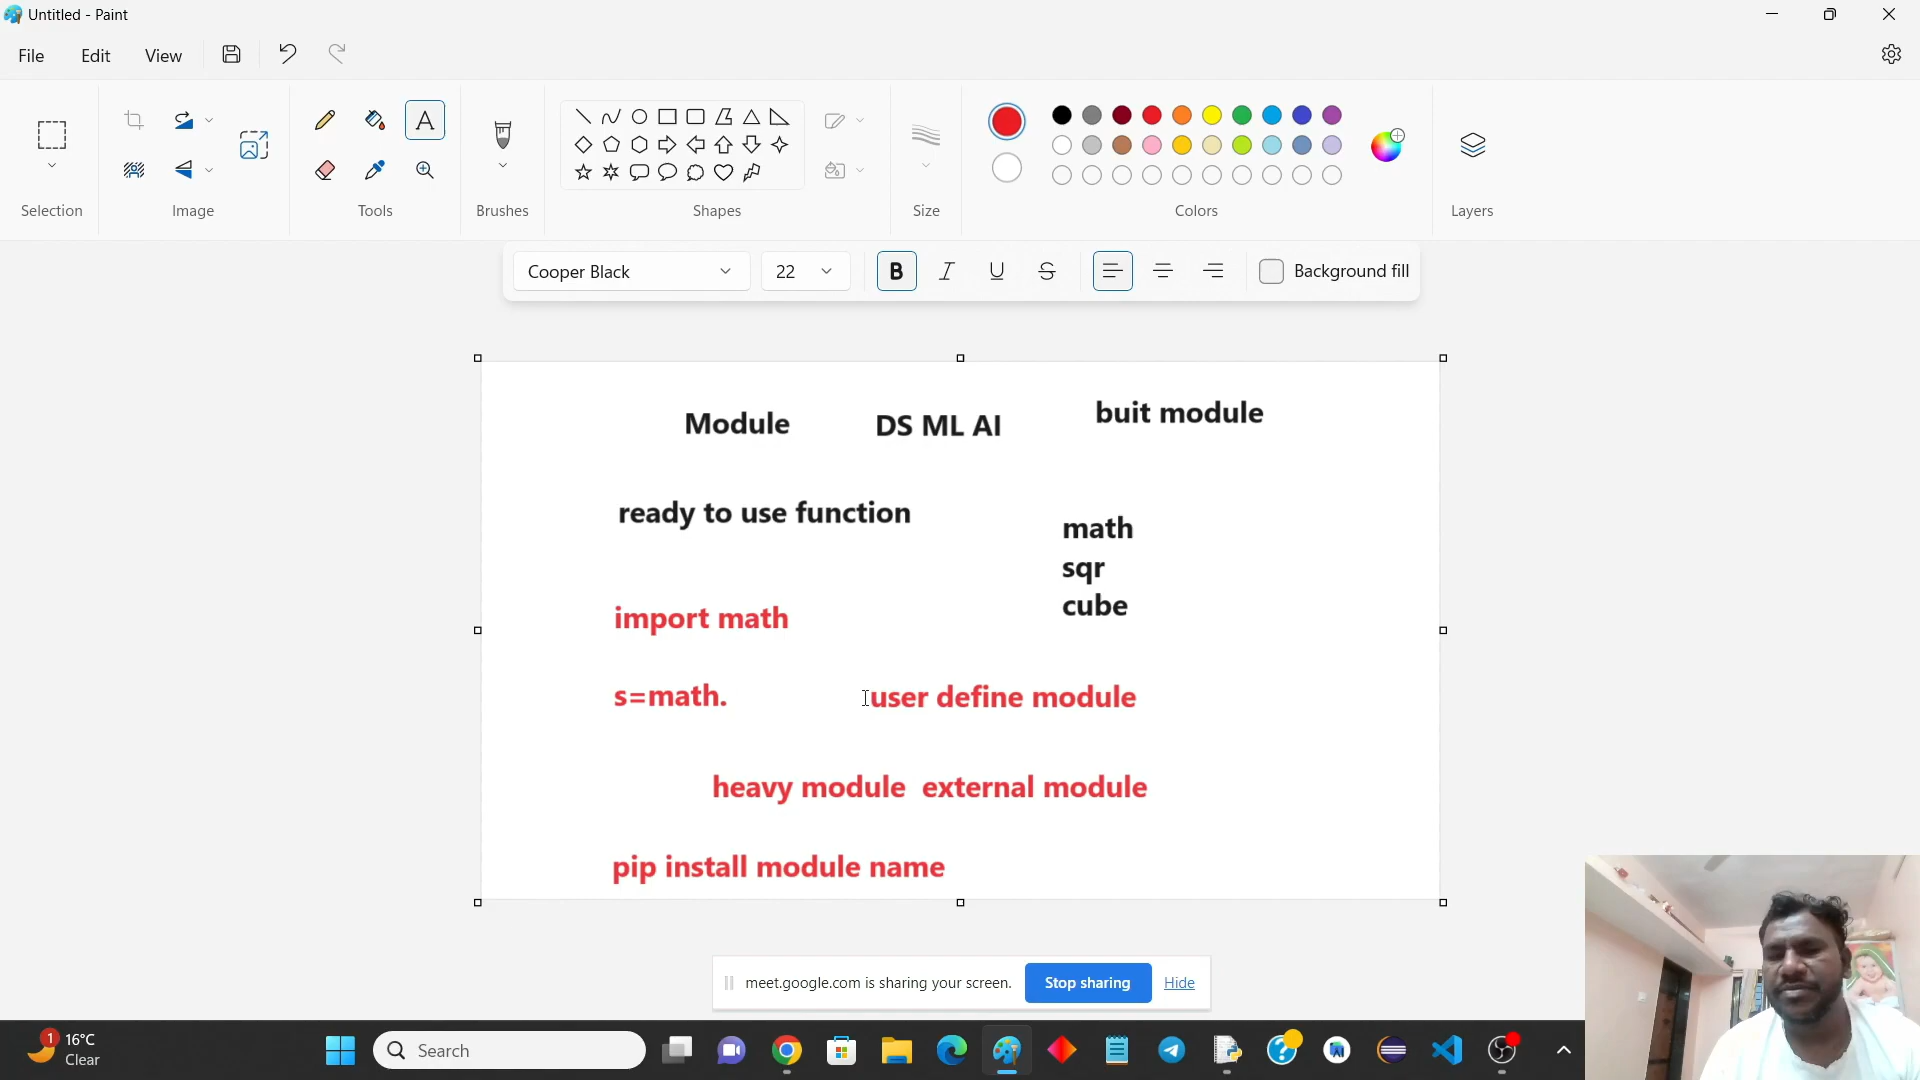 Untitled - Paint
File Edit View
Selection Image Tools Brushes Shapes Size Colors Layers
Cooper Black 22 B I U S Background fill
Module DS ML AI buit module
ready to use function
math
sqr
cube
import math
s=math. user define module
heavy module external module
pip install module name
meet.google.com is sharing your screen. Stop sharing Hide
1 16°C
Clear
Search